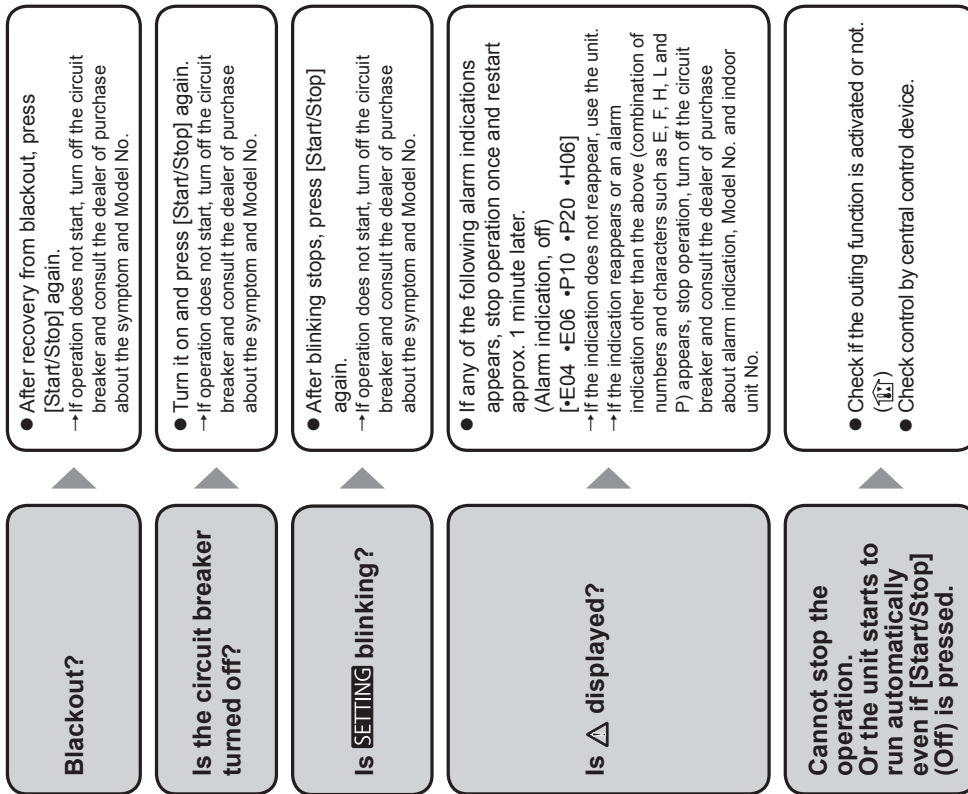 Blackout?
● After recovery from blackout, press
[Start/Stop] again.
→If operation does not start, turn off the circuit
breaker and consult the dealer of purchase
about the symptom and Model No.
Is the circuit breaker
turned off?
● Turn it on and press [Start/Stop] again.
→If operation does not start, turn off the circuit
breaker and consult the dealer of purchase
about the symptom and Model No.
Is SETTING blinking?
● After blinking stops, press [Start/Stop]
again.
→If operation does not start, turn off the circuit
breaker and consult the dealer of purchase
about the symptom and Model No.
Is ⚠ displayed?
● If any of the following alarm indications
appears, stop operation once and restart
approx. 1 minute later.
(Alarm indication, off)
[•E04 •E06 •P10 •P20 •H06]
→If the indication does not reappear, use the unit.
→If the indication reappears or an alarm
indication other than the above (combination of
numbers and characters such as E, F, H, L and
P) appears, stop operation, turn off the circuit
breaker and consult the dealer of purchase
about alarm indication, Model No. and indoor
unit No.
Cannot stop the
operation.
Or the unit starts to
run automatically
even if [Start/Stop]
(Off) is pressed.
● Check if the outing function is activated or not.
( )
● Check control by central control device.